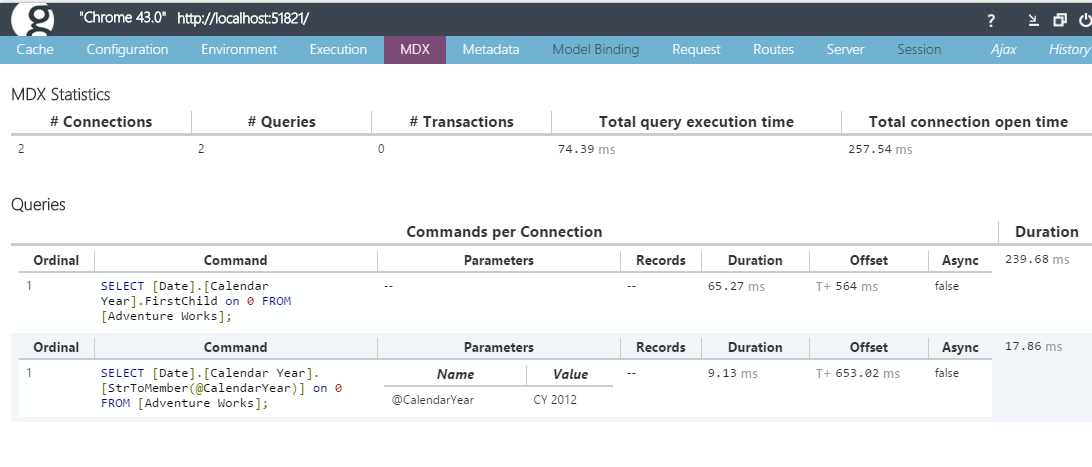 "Chrome 43.0" http://localhost:51821/ ?
Cache Configuration Environment Execution MDX Metadata Model Binding Request Routes Server Session Ajax History
MDX Statistics
# Connections # Queries # Transactions Total query execution time Total connection open time
2 2 0 74.39 ms 257.54 ms
Queries
Commands per Connection Duration
Ordinal Command Parameters Records Duration Offset Async 239.68 ms
1 SELECT [Date].[Calendar -- -- 65.27 ms T+ 564 ms false
Year].FirstChild on 0 FROM
[Adventure Works];
Ordinal Command Parameters Records Duration Offset Async 17.86 ms
1 SELECT [Date].[Calendar Year]. Name Value -- 9.13 ms T+ 653.02 ms false
[StrToMember(@CalendarYear)] on 0
FROM [Adventure Works]; @CalendarYear CY 2012